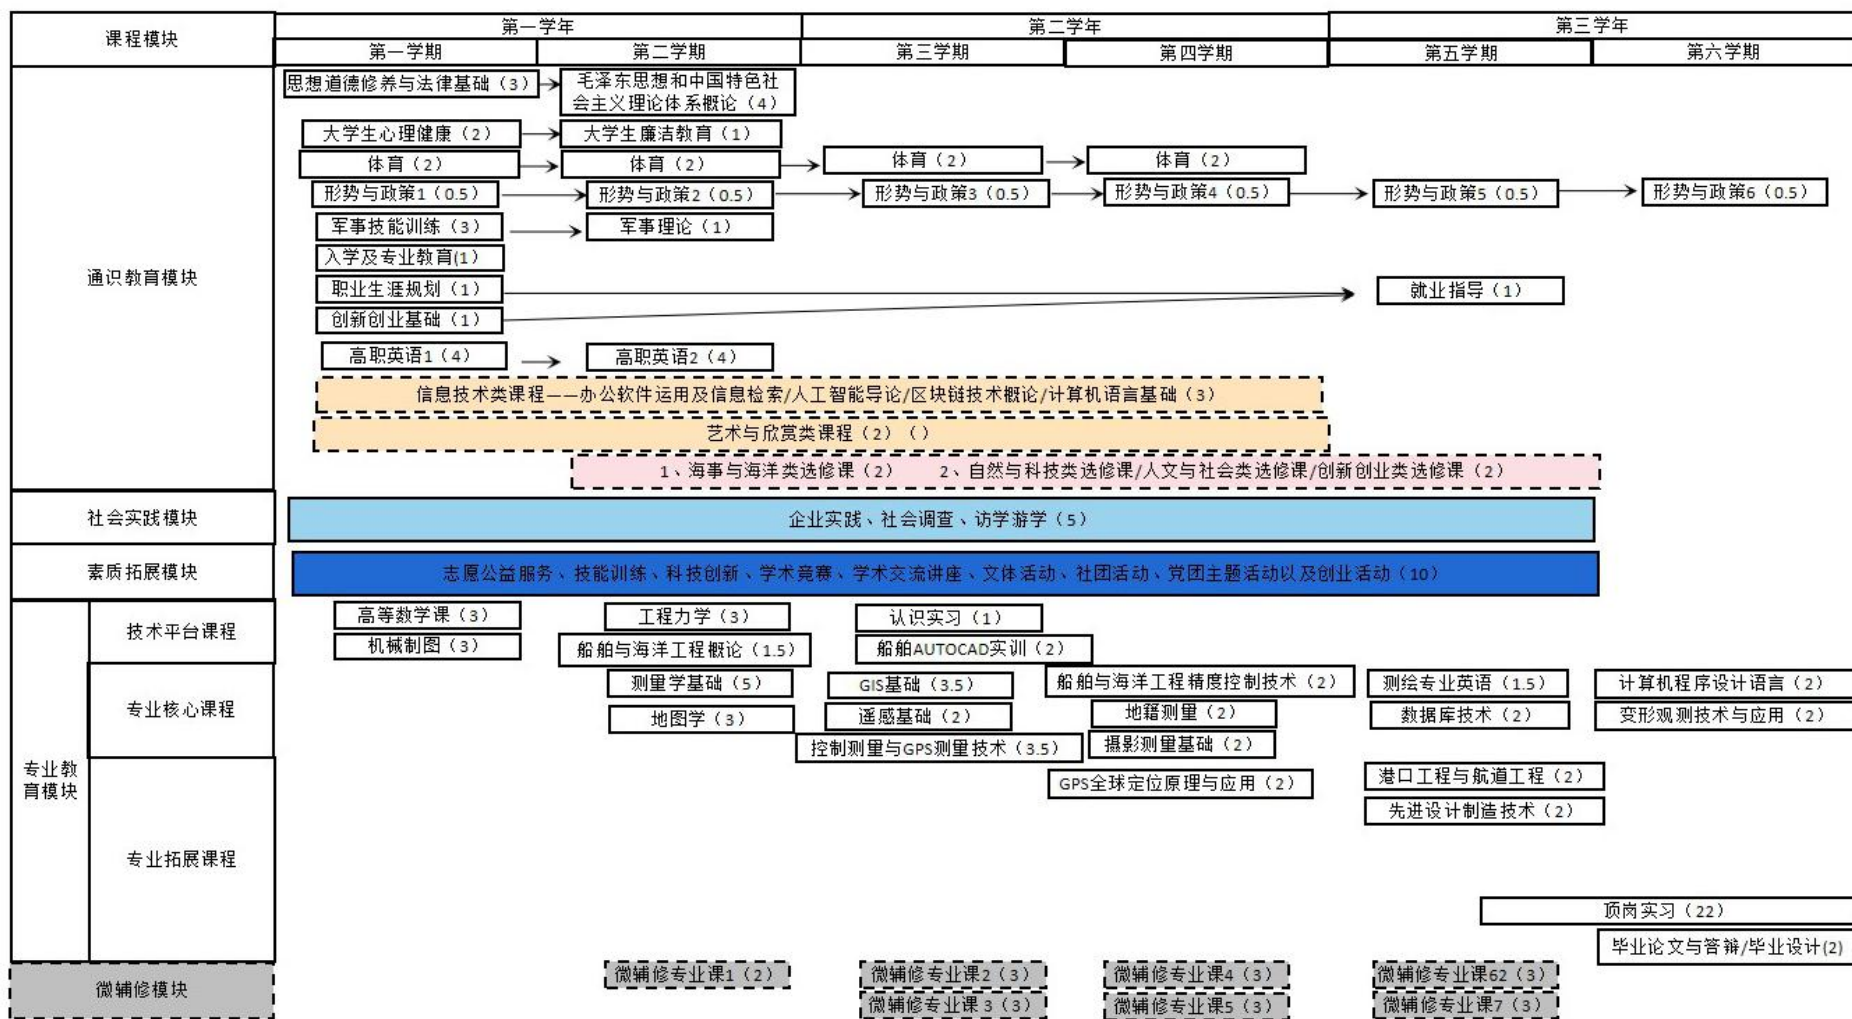 课程模块
第一学年
第二学年
第三学年
第一学期
第二学期
第三学期
第四学期
第五学期
第六学期
通识教育模块
思想道德修养与法律基础（3）
毛泽东思想和中国特色社
会主义理论体系概论（4）
大学生心理健康（2）
大学生廉洁教育（1）
体育（2）
体育（2）
体育（2）
体育（2）
形势与政策1（0.5）
形势与政策2（0.5）
形势与政策3（0.5）
形势与政策4（0.5）
形势与政策5（0.5）
形势与政策6（0.5）
军事技能训练（3）
军事理论（1）
入学及专业教育(1）
职业生涯规划（1）
就业指导（1）
创新创业基础（1）
高职英语1（4）
高职英语2（4）
信息技术类课程——办公软件运用及信息检索/人工智能导论/区块链技术概论/计算机语言基础（3）
艺术与欣赏类课程（2）（）
1、海事与海洋类选修课（2） 2、自然与科技类选修课/人文与社会类选修课/创新创业类选修课（2）
社会实践模块
企业实践、社会调查、访学游学（5）
素质拓展模块
志愿公益服务、技能训练、科技创新、学术竞赛、学术交流讲座、文体活动、社团活动、党团主题活动以及创业活动（10）
专业教
育模块
技术平台课程
高等数学课（3）
工程力学（3）
认识实习（1）
机械制图（3）
船舶与海洋工程概论（1.5）
船舶AUTOCAD实训（2）
专业核心课程
测量学基础（5）
GIS基础（3.5）
船舶与海洋工程精度控制技术（2）
测绘专业英语（1.5）
计算机程序设计语言（2）
地图学（3）
遥感基础（2）
地籍测量（2）
数据库技术（2）
变形观测技术与应用（2）
控制测量与GPS测量技术（3.5）
摄影测量基础（2）
专业拓展课程
GPS全球定位原理与应用（2）
港口工程与航道工程（2）
先进设计制造技术（2）
顶岗实习（22）
毕业论文与答辩/毕业设计(2)
微辅修模块
微辅修专业课1（2）
微辅修专业课2（3）
微辅修专业课4（3）
微辅修专业课62（3）
微辅修专业课3（3）
微辅修专业课5（3）
微辅修专业课7（3）